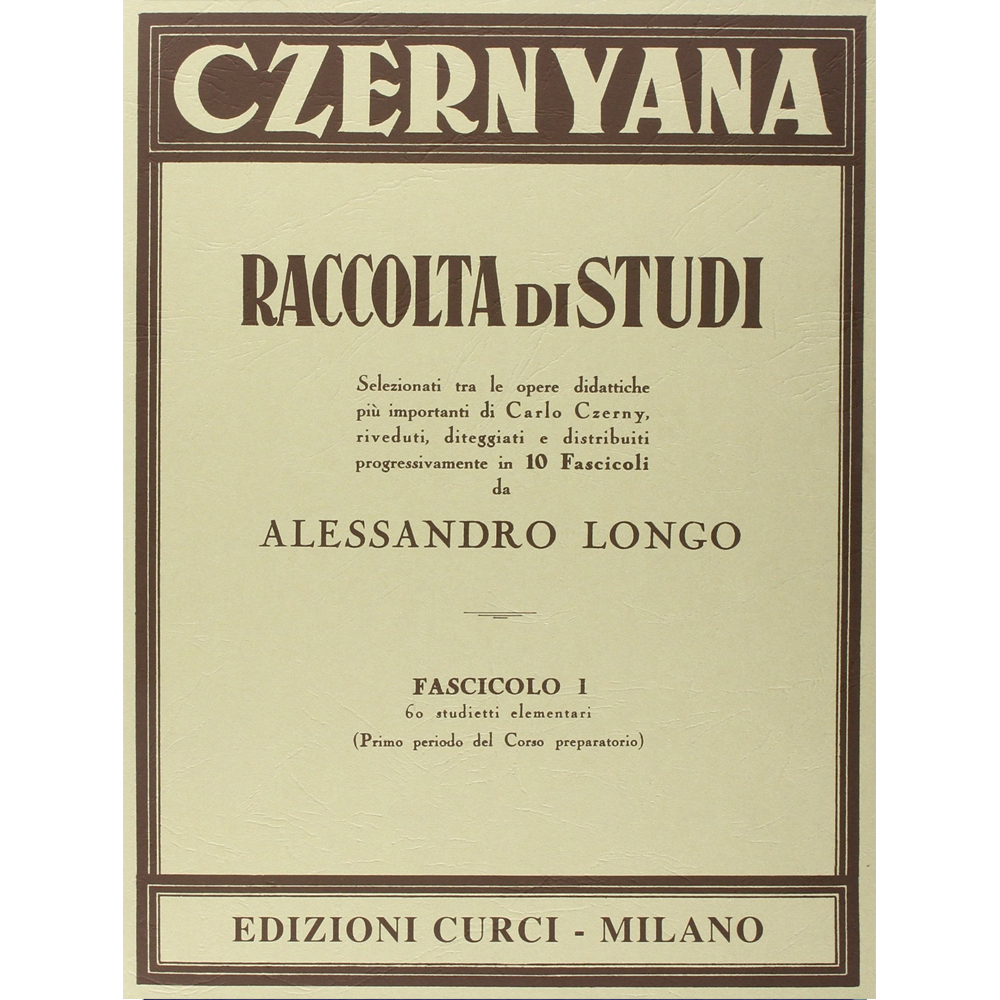 CZERNYANA
RACCOLTA DI STUDI
Selezionati tra le opere didattiche
più importanti di Carlo Czerny,
riveduti, diteggiati e distribuiti
progressivamente in 10 Fascicoli
da
ALESSANDRO LONGO
FASCICOLO 1
60 studietti elementari
(Primo periodo del Corso preparatorio)
EDIZIONI CURCI - MILANO